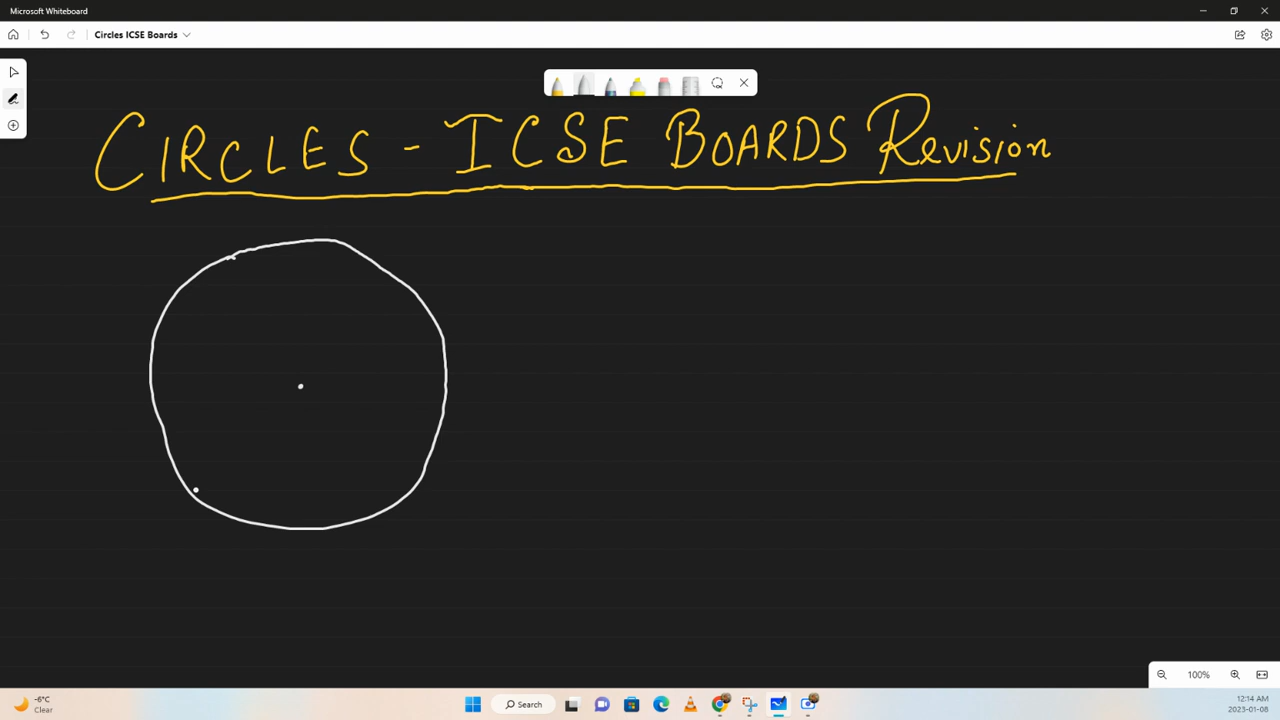 Microsoft Whiteboard
Circles ICSE Boards
CIRCLES - ICSE BOARDS Revision
100%
-6°C
Clear
Search
12:14 AM
2023-01-08